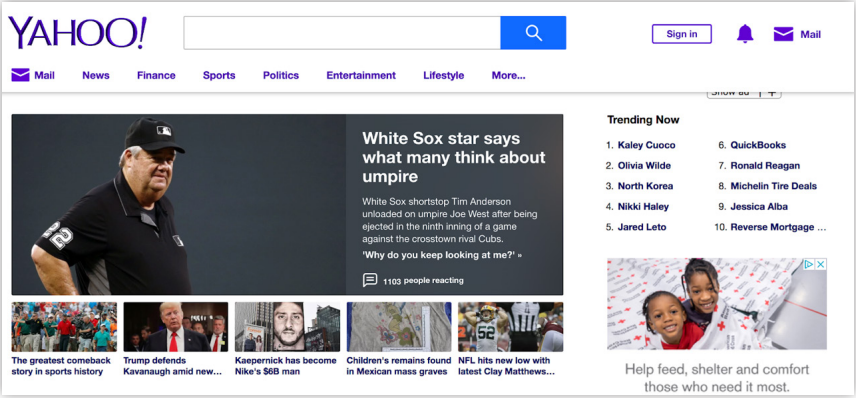 YAHOO!
Sign in
Mail
Mail News Finance Sports Politics Entertainment Lifestyle More...
Show ad +
White Sox star says
what many think about
umpire
White Sox shortstop Tim Anderson
unloaded on umpire Joe West after being
ejected in the ninth inning of a game
against the crosstown rival Cubs.
'Why do you keep looking at me?' »
1103 people reacting
22
52
The greatest comeback
story in sports history
Trump defends
Kavanaugh amid new...
Kaepernick has become
Nike's $6B man
Children's remains found
in Mexican mass graves
NFL hits new low with
latest Clay Matthews...
Trending Now
1. Kaley Cuoco
2. Olivia Wilde
3. North Korea
4. Nikki Haley
5. Jared Leto
6. QuickBooks
7. Ronald Reagan
8. Michelin Tire Deals
9. Jessica Alba
10. Reverse Mortgage ...
Help feed, shelter and comfort
those who need it most.